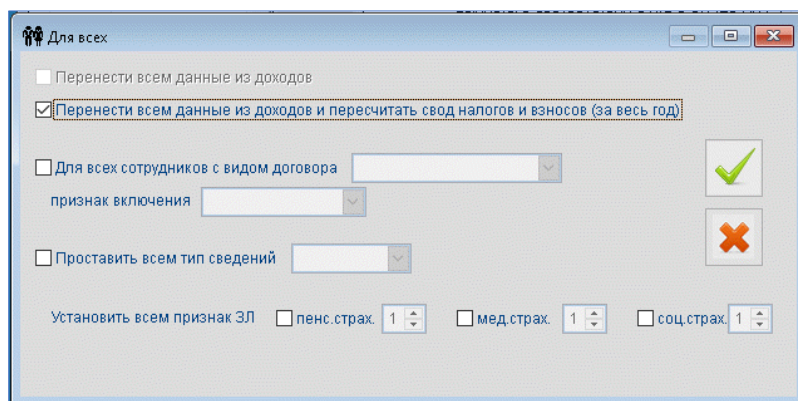 Для всех
Перенести всем данные из доходов
Перенести всем данные из доходов и пересчитать свод налогов и взносов (за весь год)
Для всех сотрудников с видом договора
признак включения
Проставить всем тип сведений
Установить всем признак ЗЛ пенс.страх. 1 мед.страх. 1 соц.страх. 1